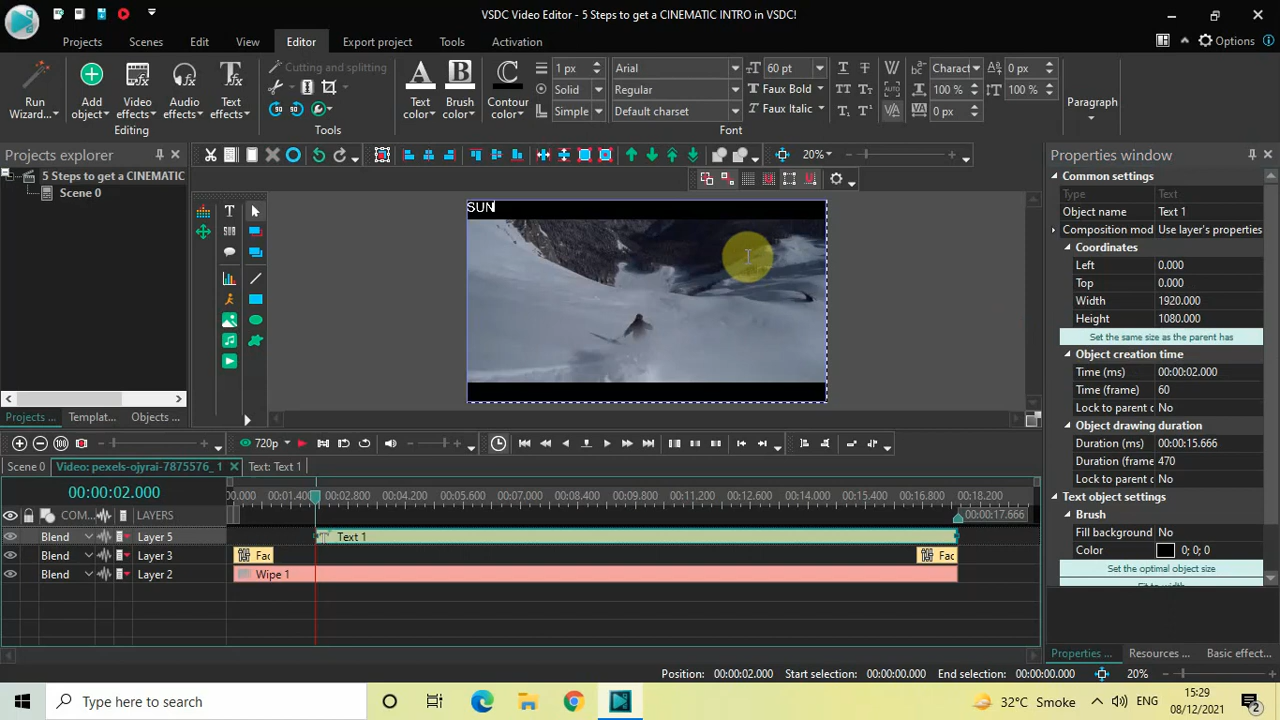 VSDC Video Editor - 5 Steps to get a CINEMATIC INTRO in VSDC!
Projects
Scenes
Edit
View
Editor
Export project
Tools
Activation
Options
Run
Wizard...
Add
object
Video
effects
Audio
effects
Text
effects
Cutting and splitting
Editing
Tools
Text
color
Brush
color
Contour
color
1 px
Solid
Simple
Arial
Regular
Default charset
60 pt
Faux Bold
Faux Italic
Charact
100 %
0 px
0 px
100 %
Font
Paragraph
Projects explorer
5 Steps to get a CINEMATIC
Scene 0
Projects ...
Templat...
Objects ...
20%
SUN
Properties window
Common settings
Type Text
Object name Text 1
Composition mod Use layer's properties
Coordinates
Left 0.000
Top 0.000
Width 1920.000
Height 1080.000
Set the same size as the parent has
Object creation time
Time (ms) 00:00:02.000
Time (frame) 60
Lock to parent c No
Object drawing duration
Duration (ms) 00:00:15.666
Duration (frame 470
Lock to parent c No
Text object settings
Brush
Fill background No
Color 0; 0; 0
Set the optimal object size
Properties ...
Resources ...
Basic effect...
720p
Scene 0
Video: pexels-ojyrai-7875576_1
Text: Text 1
00:00:02.000
.000 00:01.400 00:02.800 00:04.200 00:05.600 00:07.000 00:08.400 00:09.800 00:11.200 00:12.600 00:14.000 00:15.400 00:16.800 00:18.200
00:00:17.666
COM...
LAYERS
Blend Layer 5 Text 1
Blend Layer 3 Fac Fac
Blend Layer 2 Wipe 1
Position: 00:00:02.000 Start selection: 00:00:00.000 End selection: 00:00:00.000 20%
Type here to search
32°C Smoke
ENG
15:29
08/12/2021
2